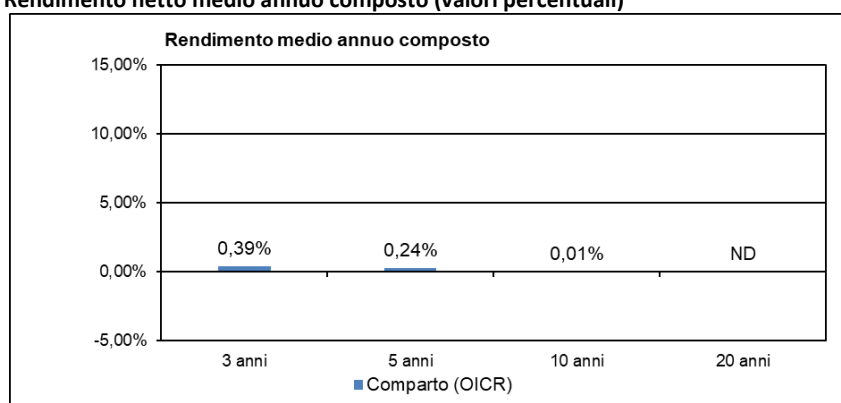 Rendimento netto medio annuo composto (valori percentuali)
Rendimento medio annuo composto
15,00%
10,00%
5,00%
0,39%
0,24%
0,01%
ND
0,00%
-5,00%
3 anni
5 anni
10 anni
20 anni
Comparto (OICR)